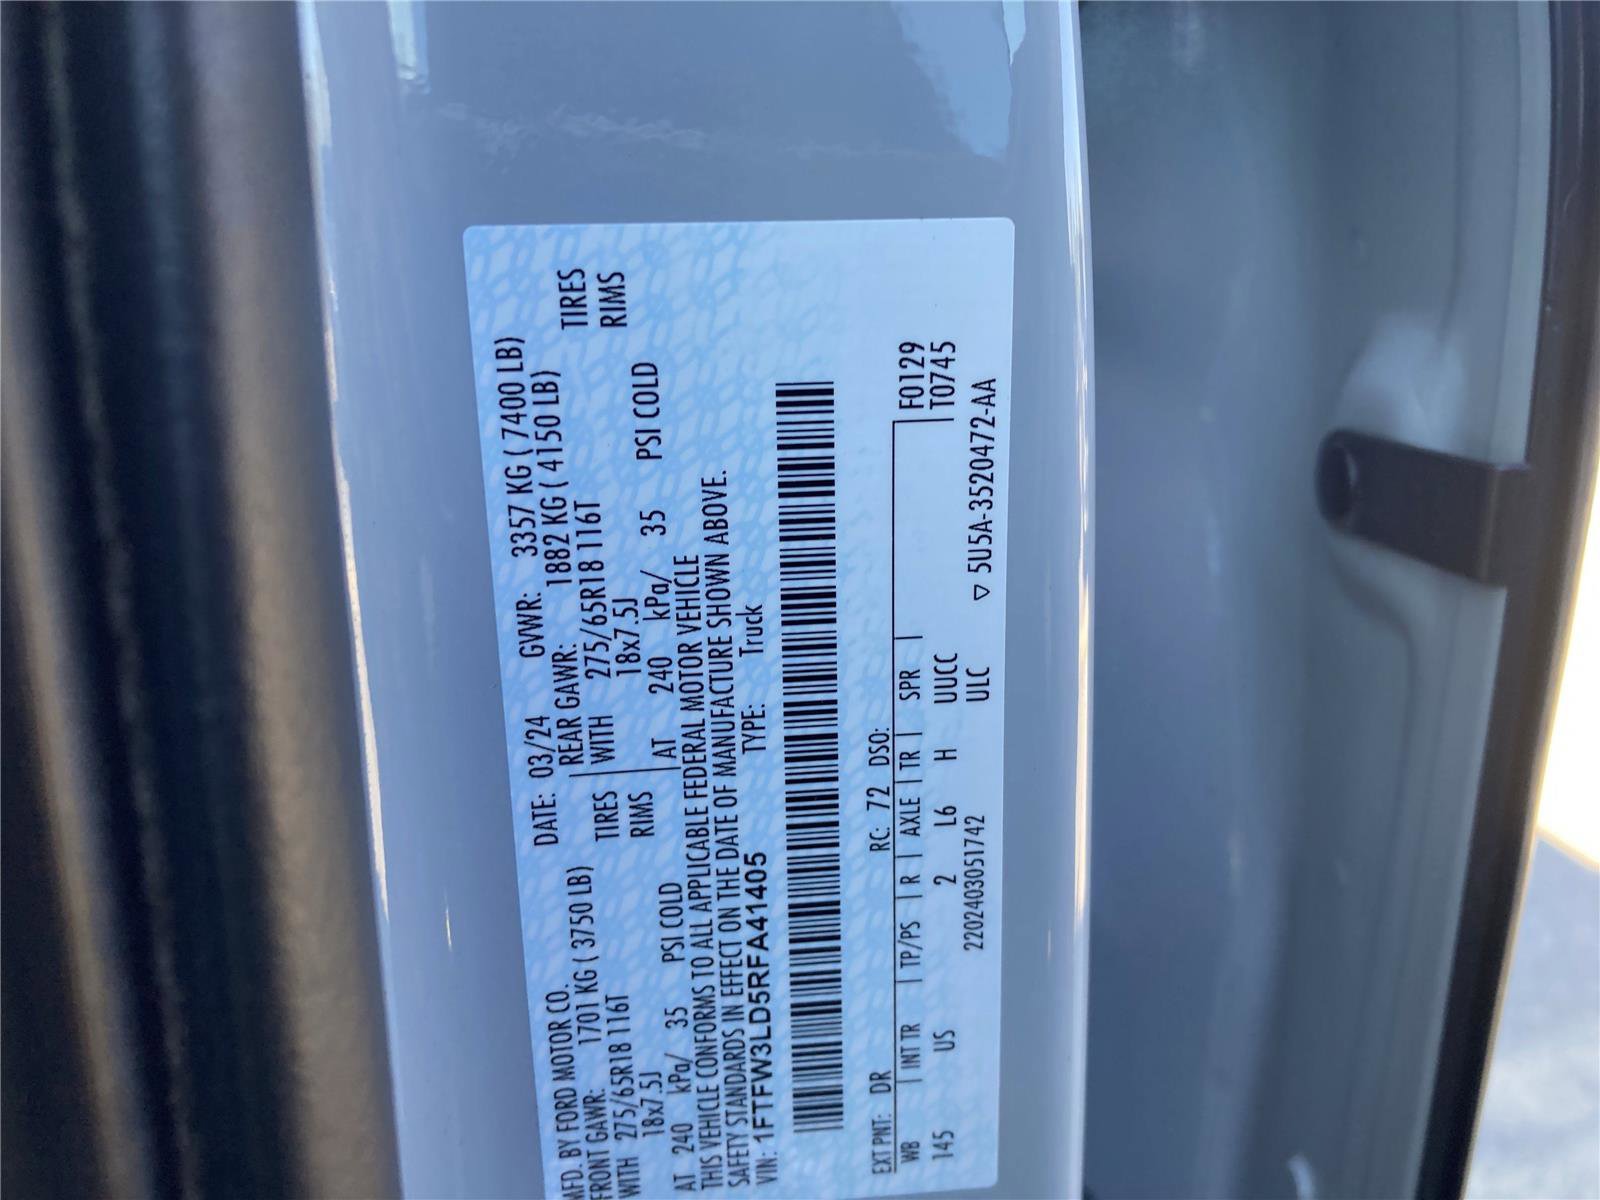 MFD. BY FORD MOTOR CO. DATE: 03/24 GVWR: 3357 KG ( 7400 LB)
FRONT GAWR: 1701 KG ( 3750 LB) REAR GAWR: 1882 KG ( 4150 LB)
WITH 275/65R18 116T TIRES WITH 275/65R18 116T TIRES
18x7.5J RIMS 18x7.5J RIMS
AT 240 kPa/ 35 PSI COLD AT 240 kPa/ 35 PSI COLD
THIS VEHICLE CONFORMS TO ALL APPLICABLE FEDERAL MOTOR VEHICLE
SAFETY STANDARDS IN EFFECT ON THE DATE OF MANUFACTURE SHOWN ABOVE.
VIN: 1FTFW3LD5RFA41405 TYPE: Truck
EXT PNT: DR RC: 72 DSO:
WB | INT TR | TP/PS | R | AXLE | TR | SPR | F0129
145 US 2 L6 H UUCC T0745
2202403051742 ULC ▽ 5U5A-3520472-AA